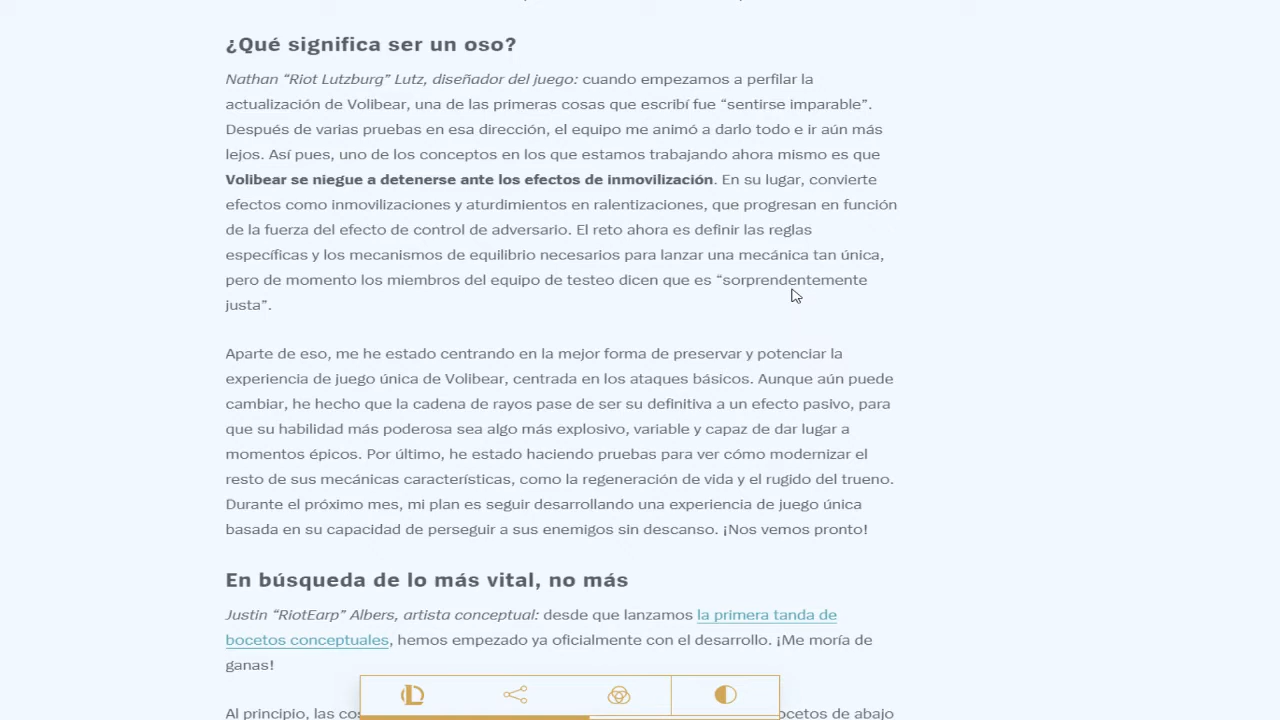 ¿Qué significa ser un oso?
Nathan “Riot Lutzburg” Lutz, diseñador del juego: cuando empezamos a perfilar la
actualización de Volibear, una de las primeras cosas que escribí fue “sentirse imparable”.
Después de varias pruebas en esa dirección, el equipo me animó a darlo todo e ir aún más
lejos. Así pues, uno de los conceptos en los que estamos trabajando ahora mismo es que
Volibear se niegue a detenerse ante los efectos de inmovilización. En su lugar, convierte
efectos como inmovilizaciones y aturdimientos en ralentizaciones, que progresan en función
de la fuerza del efecto de control de adversario. El reto ahora es definir las reglas
específicas y los mecanismos de equilibrio necesarios para lanzar una mecánica tan única,
pero de momento los miembros del equipo de testeo dicen que es “sorprendentemente
justa”.
Aparte de eso, me he estado centrando en la mejor forma de preservar y potenciar la
experiencia de juego única de Volibear, centrada en los ataques básicos. Aunque aún puede
cambiar, he hecho que la cadena de rayos pase de ser su definitiva a un efecto pasivo, para
que su habilidad más poderosa sea algo más explosivo, variable y capaz de dar lugar a
momentos épicos. Por último, he estado haciendo pruebas para ver cómo modernizar el
resto de sus mecánicas características, como la regeneración de vida y el rugido del trueno.
Durante el próximo mes, mi plan es seguir desarrollando una experiencia de juego única
basada en su capacidad de perseguir a sus enemigos sin descanso. ¡Nos vemos pronto!
En búsqueda de lo más vital, no más
Justin “RiotEarp” Albers, artista conceptual: desde que lanzamos la primera tanda de
bocetos conceptuales, hemos empezado ya oficialmente con el desarrollo. ¡Me moría de
ganas!
Al principio, las cos ocetos de abajo